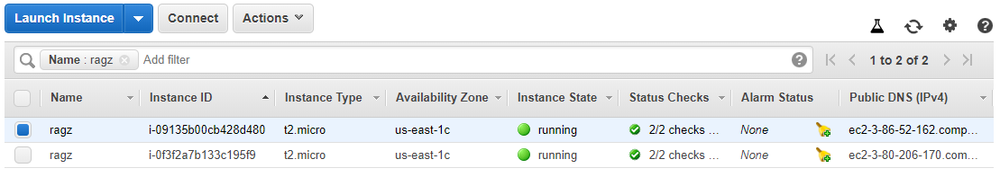 Launch Instance Connect Actions
Name : ragz Add filter 1 to 2 of 2
Name Instance ID Instance Type Availability Zone Instance State Status Checks Alarm Status Public DNS (IPv4)
ragz i-09135b00cb428d480 t2.micro us-east-1c running 2/2 checks ... None ec2-3-86-52-162.comp...
ragz i-0f3f2a7b133c195f9 t2.micro us-east-1c running 2/2 checks ... None ec2-3-80-206-170.com...